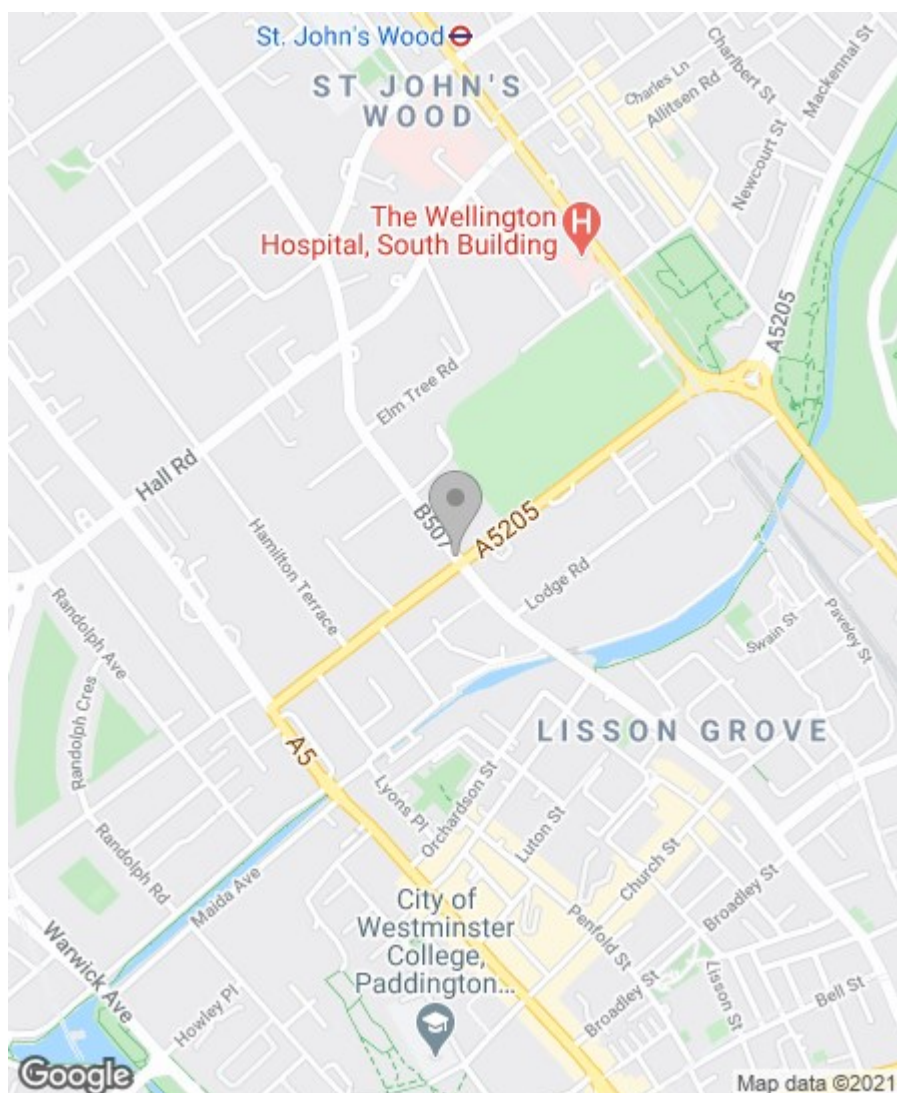 St. John's Wood
ST JOHN'S
WOOD
Charlbert St
Mackennal St
Charles Ln
Allitsen Rd
Newcourt St
The Wellington
Hospital, South Building
H
A5205
Elm Tree Rd
Hall Rd
B507
A5205
Hamilton Terrace
Lodge Rd
Randolph Ave
Swain St
Paveley St
Randolph Cres
LISSON GROVE
A5
Lyons Pl
Orchardson St
Luton St
Church St
Randolph Rd
Maida Ave
Broadley St
City of
Westminster
College,
Paddington...
Penfold St
Warwick Ave
Lisson St
Broadley St
Bell St
Howley Pl
Google
Map data ©2021